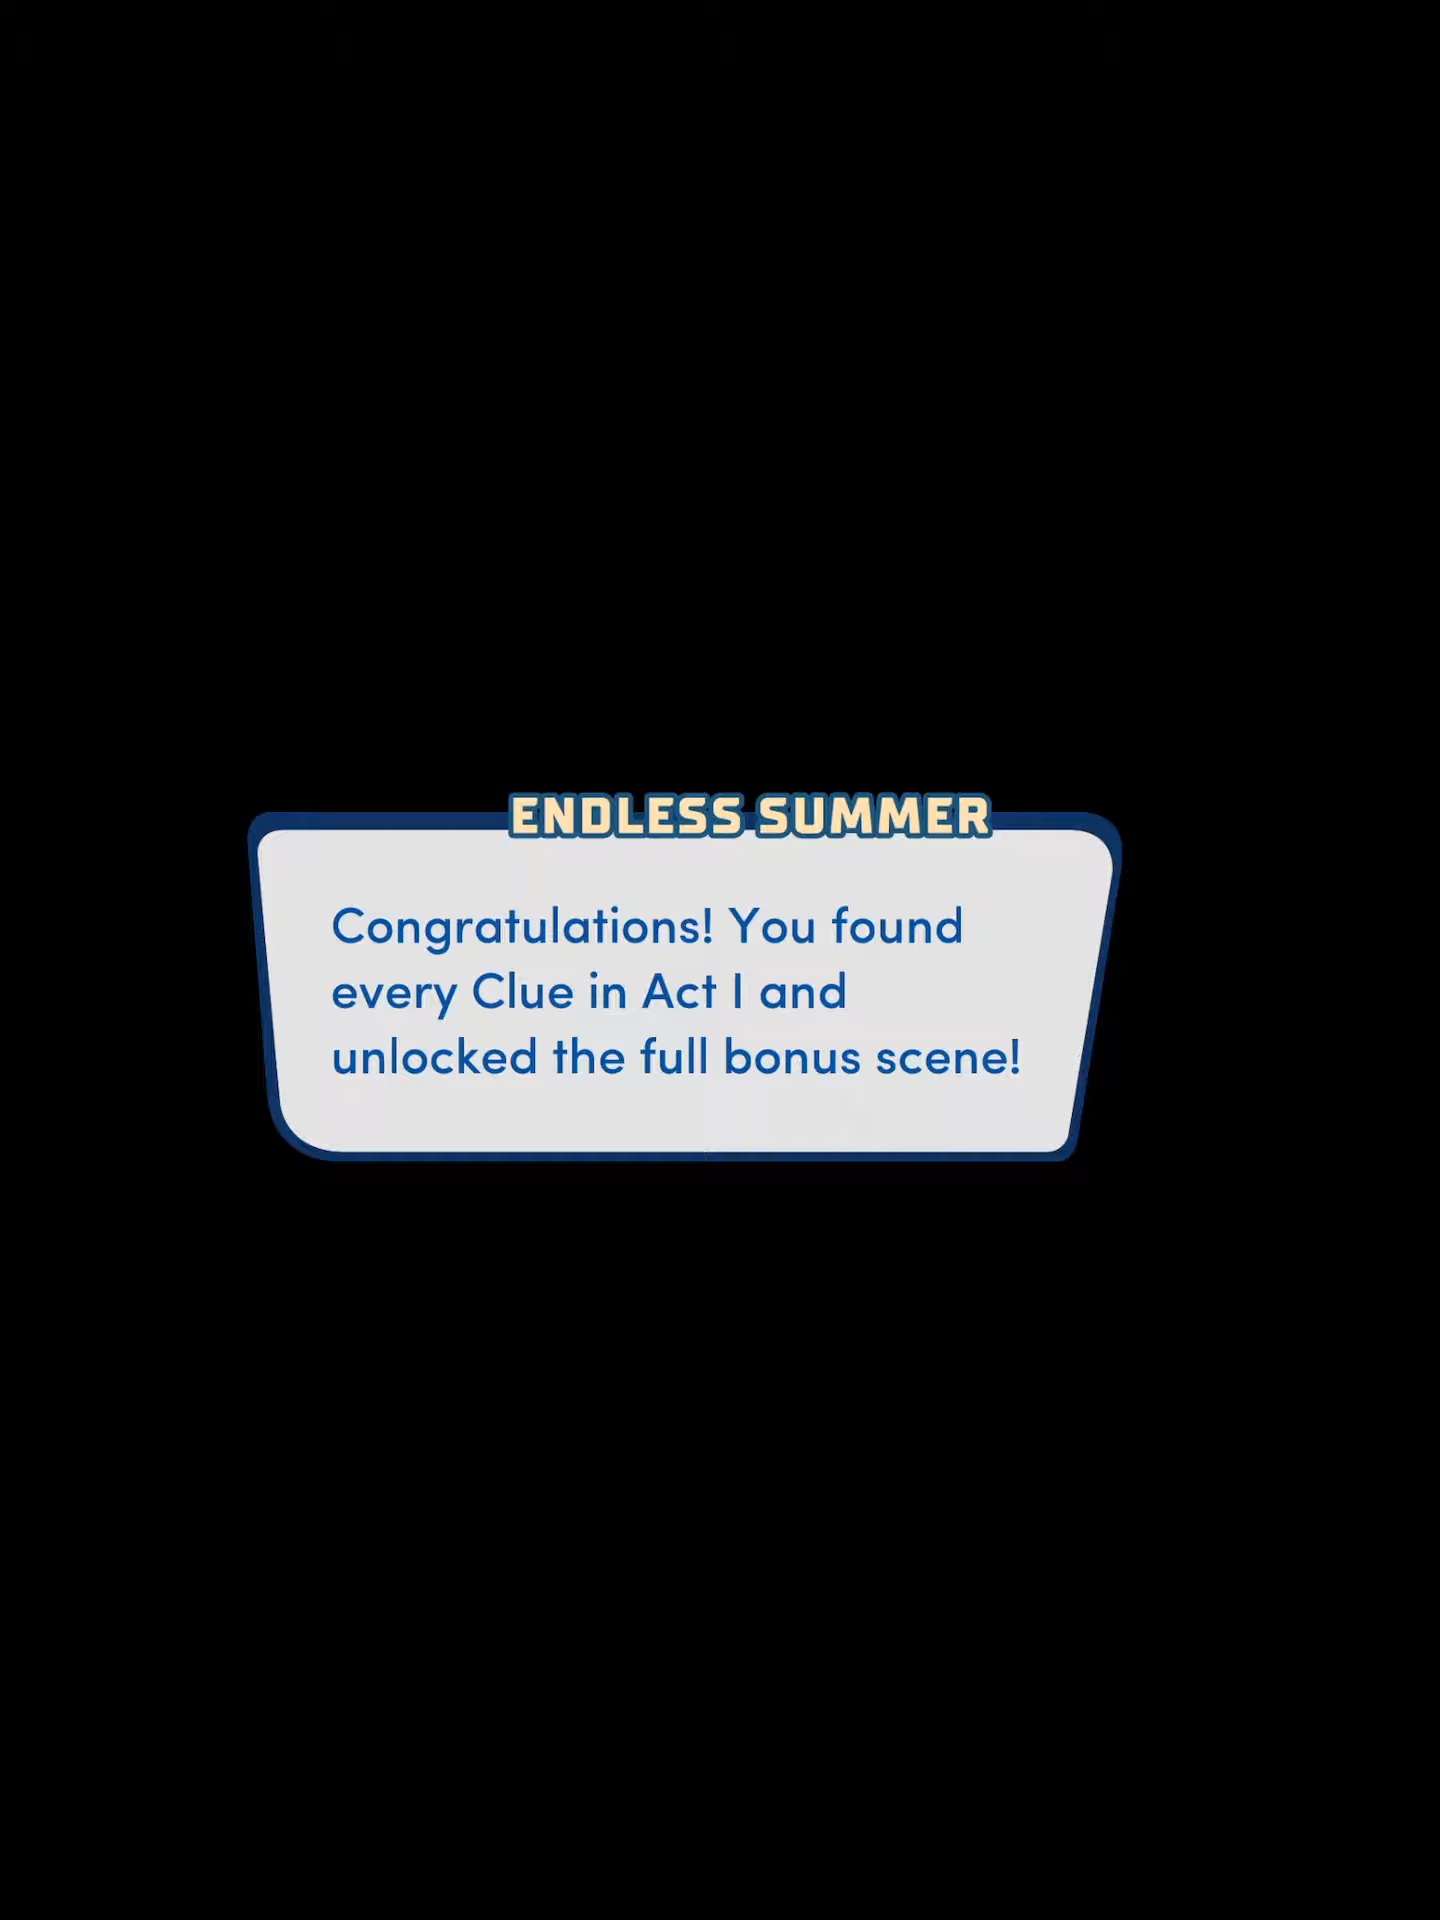 ENDLESS SUMMER
Congratulations! You found
every Clue in Act I and
unlocked the full bonus scene!